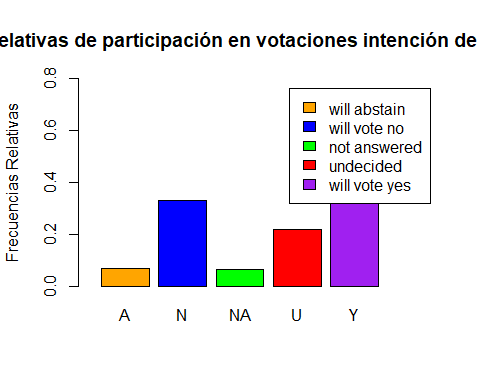 elativas de participación en votaciones intención de
Frecuencias Relativas
0.8
0.6
0.4
0.2
0.0
will abstain
will vote no
not answered
undecided
will vote yes
A N NA U Y